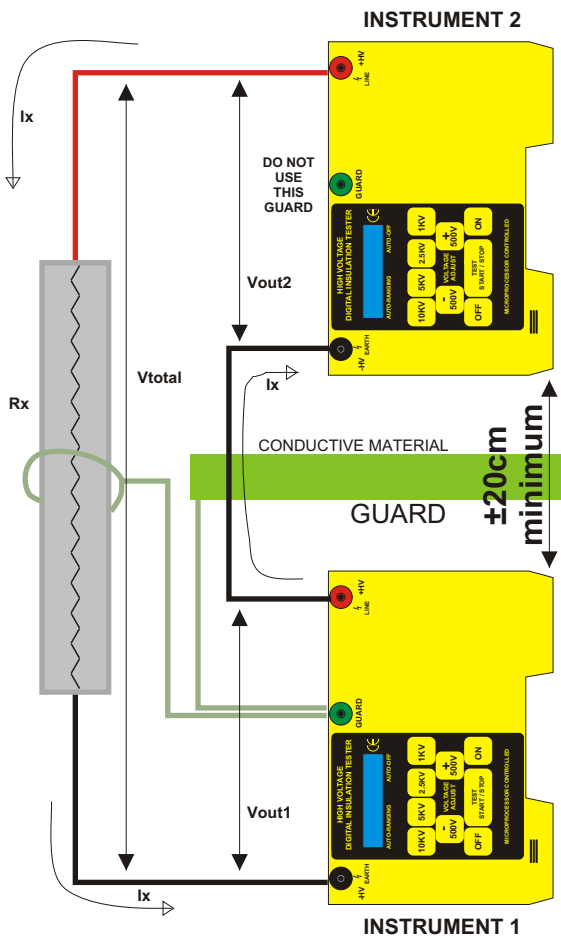 INSTRUMENT 2
Ix
+HV
LINE
DO NOT
USE
THIS
GUARD
GUARD
HIGH VOLTAGE
DIGITAL INSULATION TESTER
AUTO-RANGING
AUTO-OFF
CE
10KV
5KV
2.5KV
1KV
-
500V
VOLTAGE
ADJUST
+
500V
OFF
TEST
START / STOP
ON
MICROPROCESSOR CONTROLLED
Vout2
-HV
EARTH
Vtotal
Ix
Rx
CONDUCTIVE MATERIAL
GUARD
±20cm
minimum
+HV
LINE
GUARD
HIGH VOLTAGE
DIGITAL INSULATION TESTER
AUTO-RANGING
AUTO-OFF
CE
10KV
5KV
2.5KV
1KV
-
500V
VOLTAGE
ADJUST
+
500V
OFF
TEST
START / STOP
ON
MICROPROCESSOR CONTROLLED
Vout1
-HV
EARTH
Ix
INSTRUMENT 1